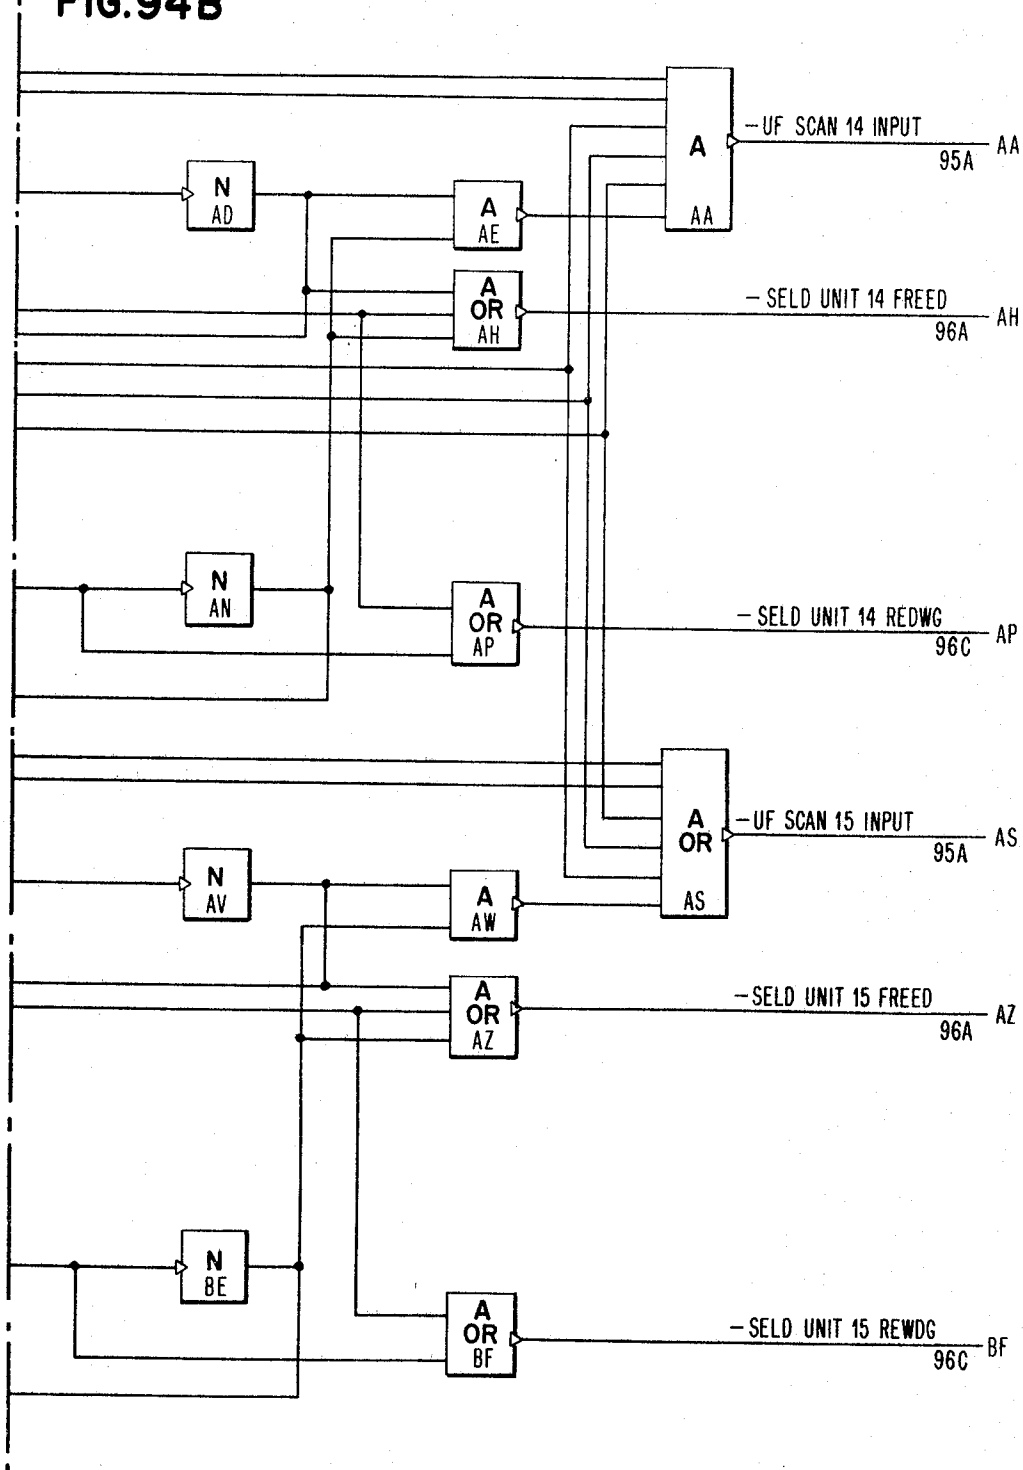 FIG.94B
A
AA
-UF SCAN 14 INPUT
95A
AA
N
AD
A
AE
A
OR
AH
-SELD UNIT 14 FREED
96A
AH
N
AN
A
OR
AP
-SELD UNIT 14 REDWG
96C
AP
A
OR
AS
-UF SCAN 15 INPUT
95A
AS
N
AV
A
AW
A
OR
AZ
-SELD UNIT 15 FREED
96A
AZ
N
BE
A
OR
BF
-SELD UNIT 15 REWDG
96C
BF